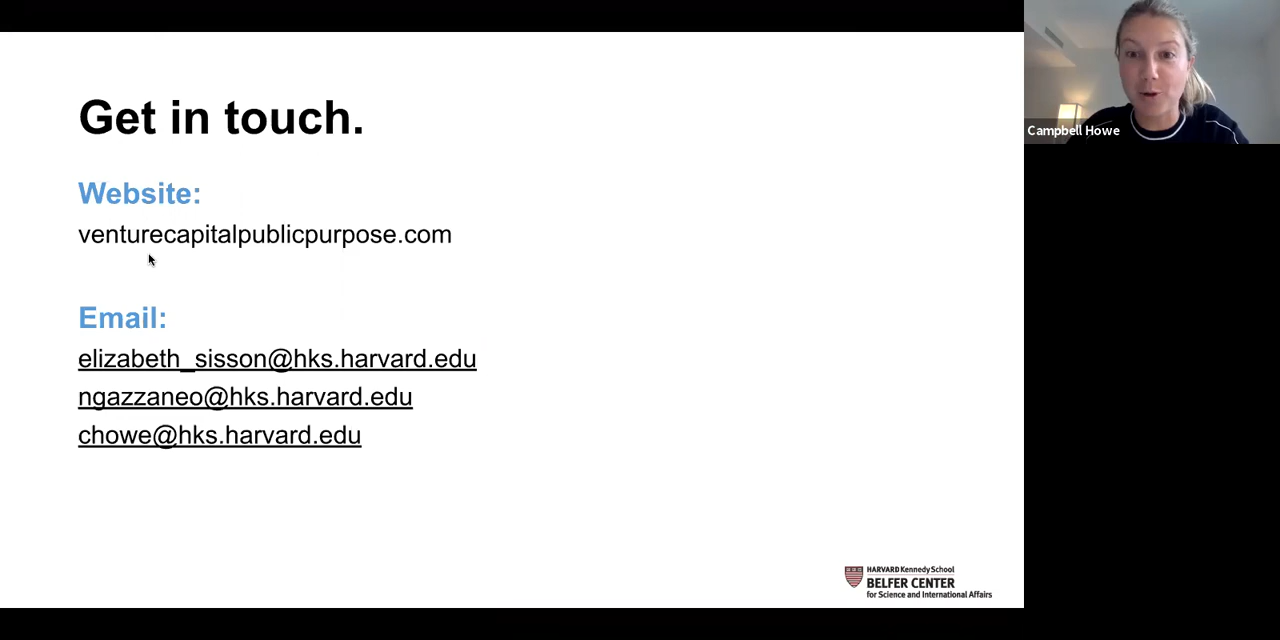 Get in touch.
Website:
venturecapitalpublicpurpose.com
Email:
elizabeth_sisson@hks.harvard.edu
ngazzaneo@hks.harvard.edu
chowe@hks.harvard.edu
HARVARD Kennedy School
BELFER CENTER
for Science and International Affairs
Campbell Howe